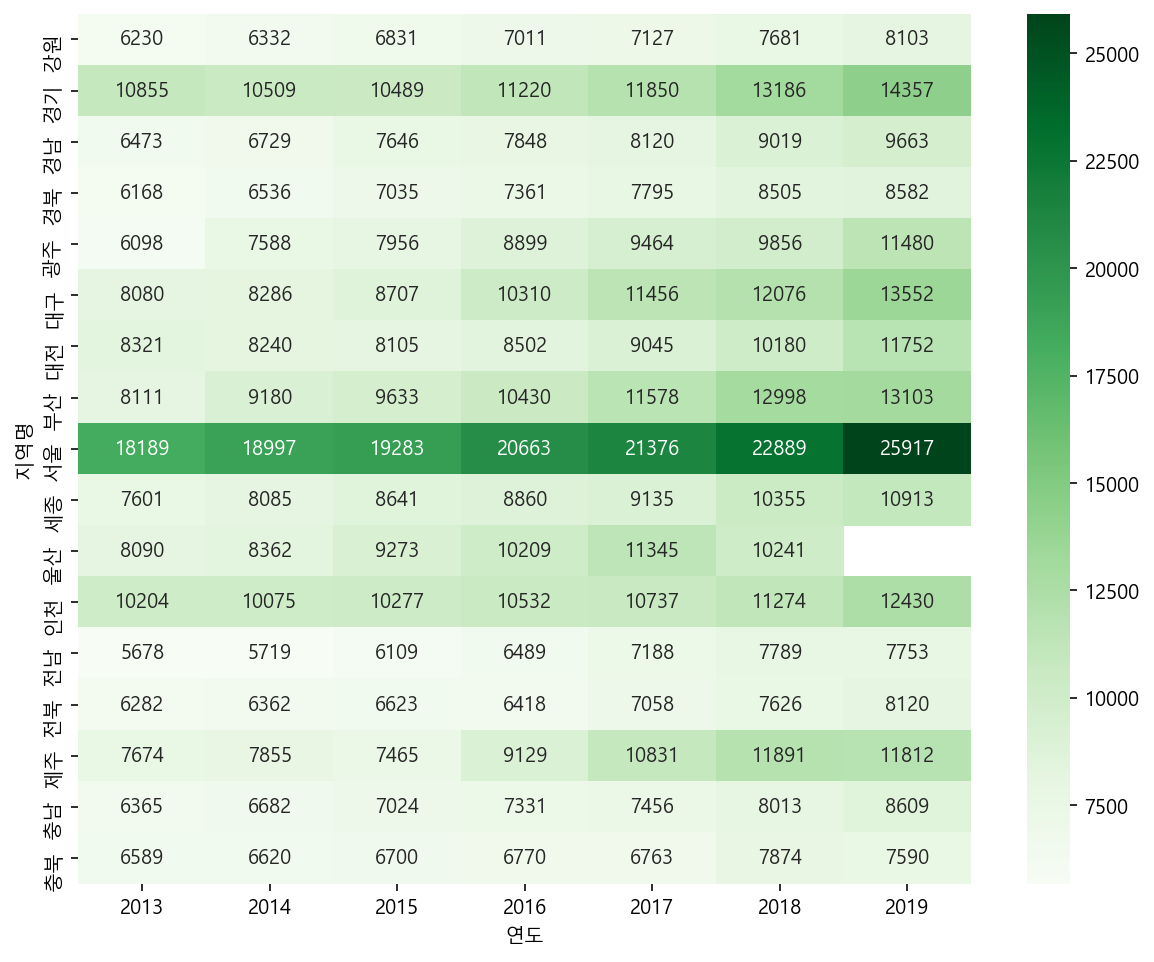 지역명
강원 6230 6332 6831 7011 7127 7681 8103
경기 10855 10509 10489 11220 11850 13186 14357
경남 6473 6729 7646 7848 8120 9019 9663
경북 6168 6536 7035 7361 7795 8505 8582
광주 6098 7588 7956 8899 9464 9856 11480
대구 8080 8286 8707 10310 11456 12076 13552
대전 8321 8240 8105 8502 9045 10180 11752
부산 8111 9180 9633 10430 11578 12998 13103
서울 18189 18997 19283 20663 21376 22889 25917
세종 7601 8085 8641 8860 9135 10355 10913
울산 8090 8362 9273 10209 11345 10241
인천 10204 10075 10277 10532 10737 11274 12430
전남 5678 5719 6109 6489 7188 7789 7753
전북 6282 6362 6623 6418 7058 7626 8120
제주 7674 7855 7465 9129 10831 11891 11812
충남 6365 6682 7024 7331 7456 8013 8609
충북 6589 6620 6700 6770 6763 7874 7590
2013 2014 2015 2016 2017 2018 2019
연도
25000
22500
20000
17500
15000
12500
10000
7500